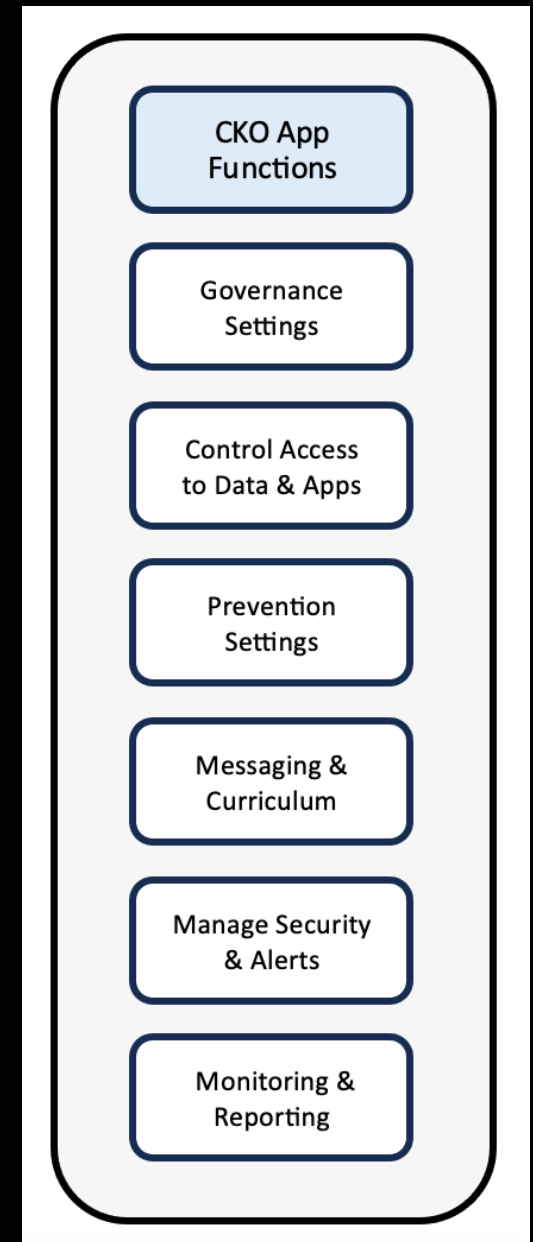 CKO App
Functions
Governance
Settings
Control Access
to Data & Apps
Prevention
Settings
Messaging &
Curriculum
Manage Security
& Alerts
Monitoring &
Reporting